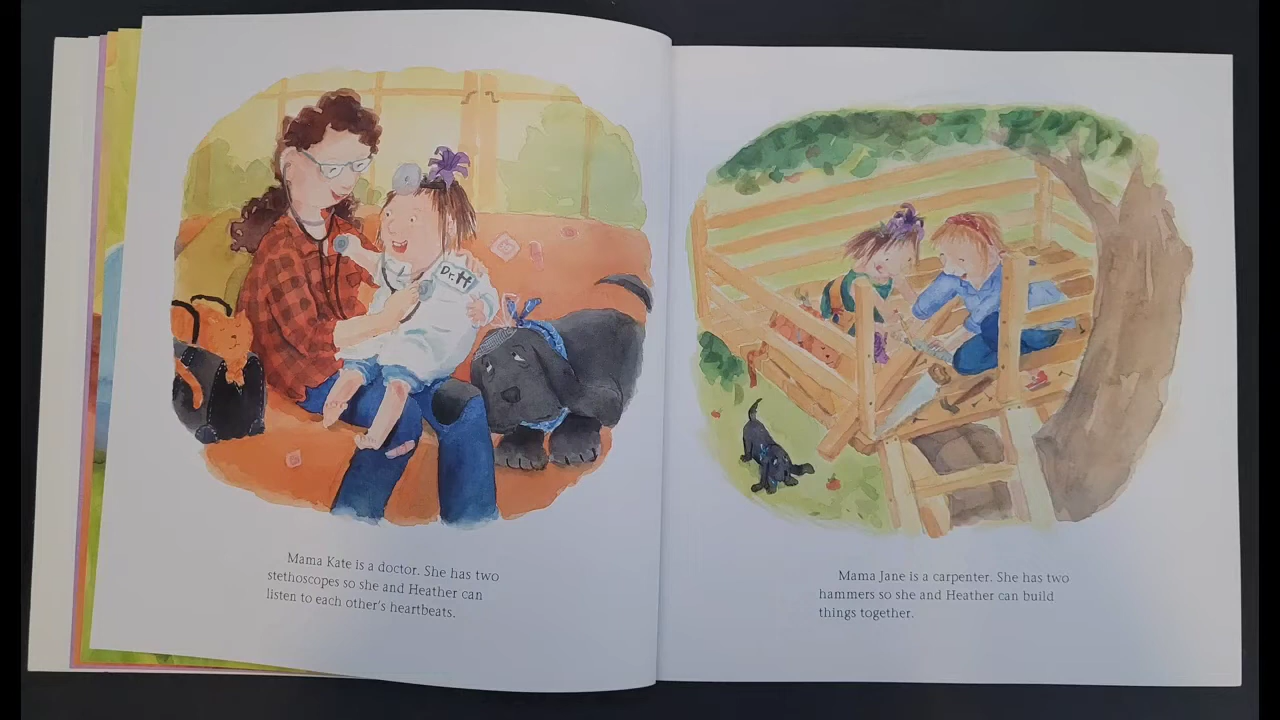 Dr. H
Mama Kate is a doctor. She has two
stethoscopes so she and Heather can
listen to each other's heartbeats.
Mama Jane is a carpenter. She has two
hammers so she and Heather can build
things together.